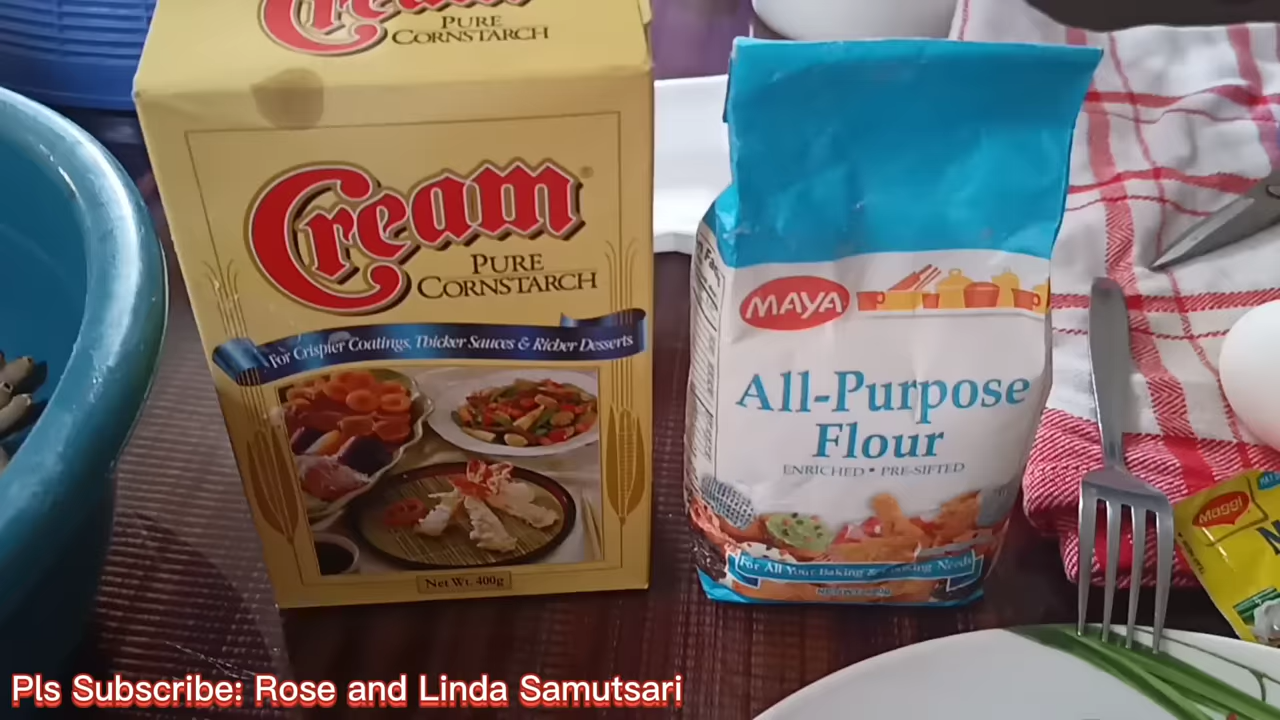 Cream
PURE
CORNSTARCH
Cream®
PURE
CORNSTARCH
For Crispier Coatings, Thicker Sauces & Richer Desserts
Net Wt. 400g
MAYA
All-Purpose
Flour
ENRICHED • PRE-SIFTED
For All Your Baking & Cooking Needs
Maggi
Pls Subscribe: Rose and Linda Samutsari